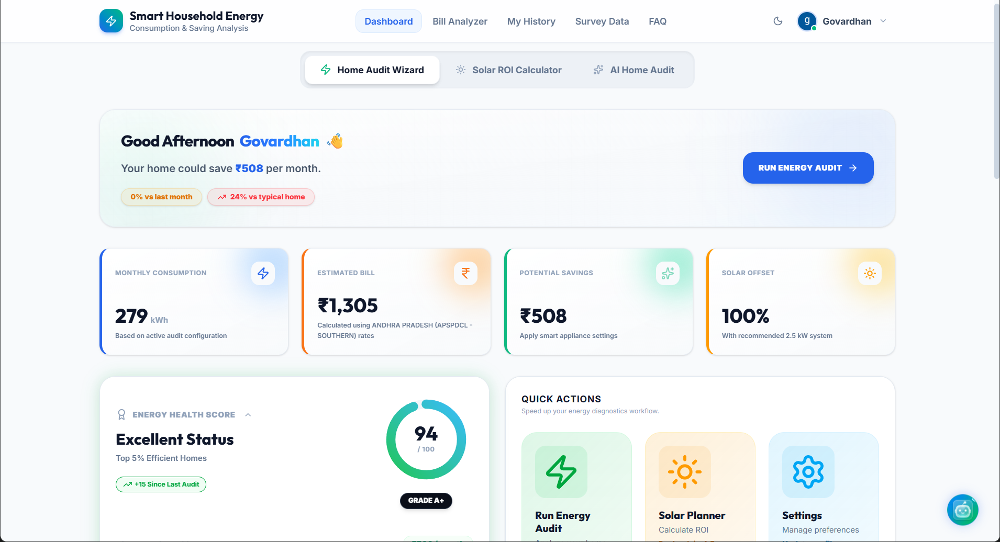 Smart Household Energy
Consumption & Saving Analysis
Dashboard
Bill Analyzer
My History
Survey Data
FAQ
g
Govardhan
Home Audit Wizard
Solar ROI Calculator
AI Home Audit
Good Afternoon Govardhan 👋
Your home could save ₹508 per month.
0% vs last month
24% vs typical home
RUN ENERGY AUDIT →
MONTHLY CONSUMPTION
279 kWh
Based on active audit configuration
ESTIMATED BILL
₹
₹1,305
Calculated using ANDHRA PRADESH (APSPDCL -
SOUTHERN) rates
POTENTIAL SAVINGS
₹508
Apply smart appliance settings
SOLAR OFFSET
100%
With recommended 2.5 kW system
ENERGY HEALTH SCORE
Excellent Status
Top 5% Efficient Homes
+15 Since Last Audit
94
/ 100
GRADE A+
QUICK ACTIONS
Speed up your energy diagnostics workflow.
Run Energy
Audit
Solar Planner
Calculate ROI
Settings
Manage preferences